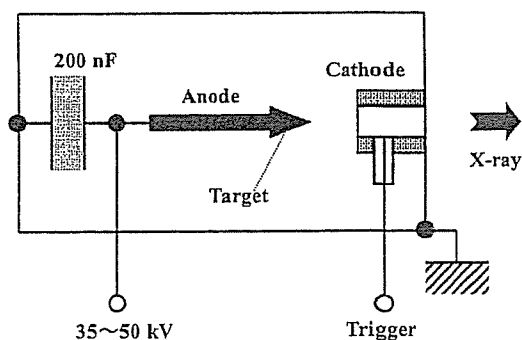 200 nF
Cathode
Anode
X-ray
Target
35～50 kV
Trigger